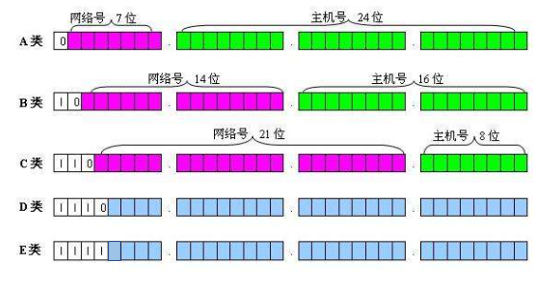 网络号 7 位 主机号 24 位
A 类 0 . . .
网络号 14 位 主机号 16 位
B 类 1 0 . . .
网络号 21 位 主机号 8 位
C 类 1 1 0 . . .
D 类 1 1 1 0 . . .
E 类 1 1 1 1 . . .